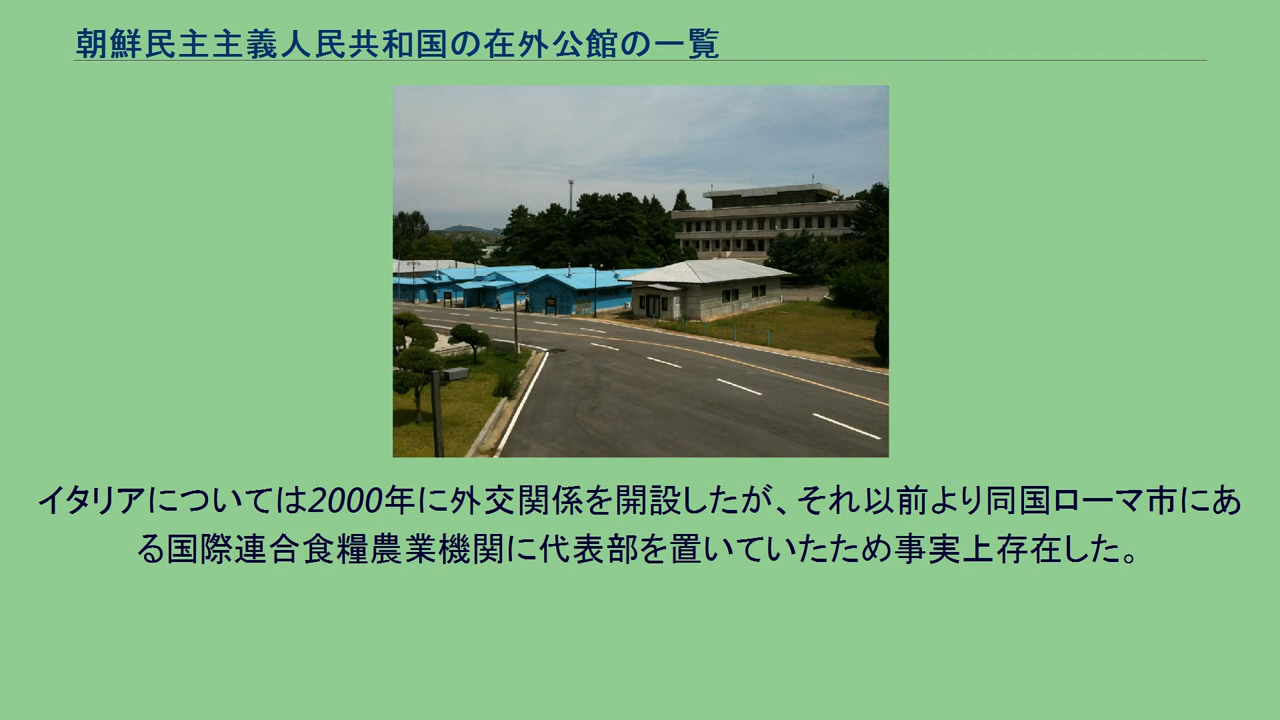 朝鮮民主主義人民共和国の在外公館の一覧
イタリアについては2000年に外交関係を開設したが、それ以前より同国ローマ市にあ
る国際連合食糧農業機関に代表部を置いていたため事実上存在した。